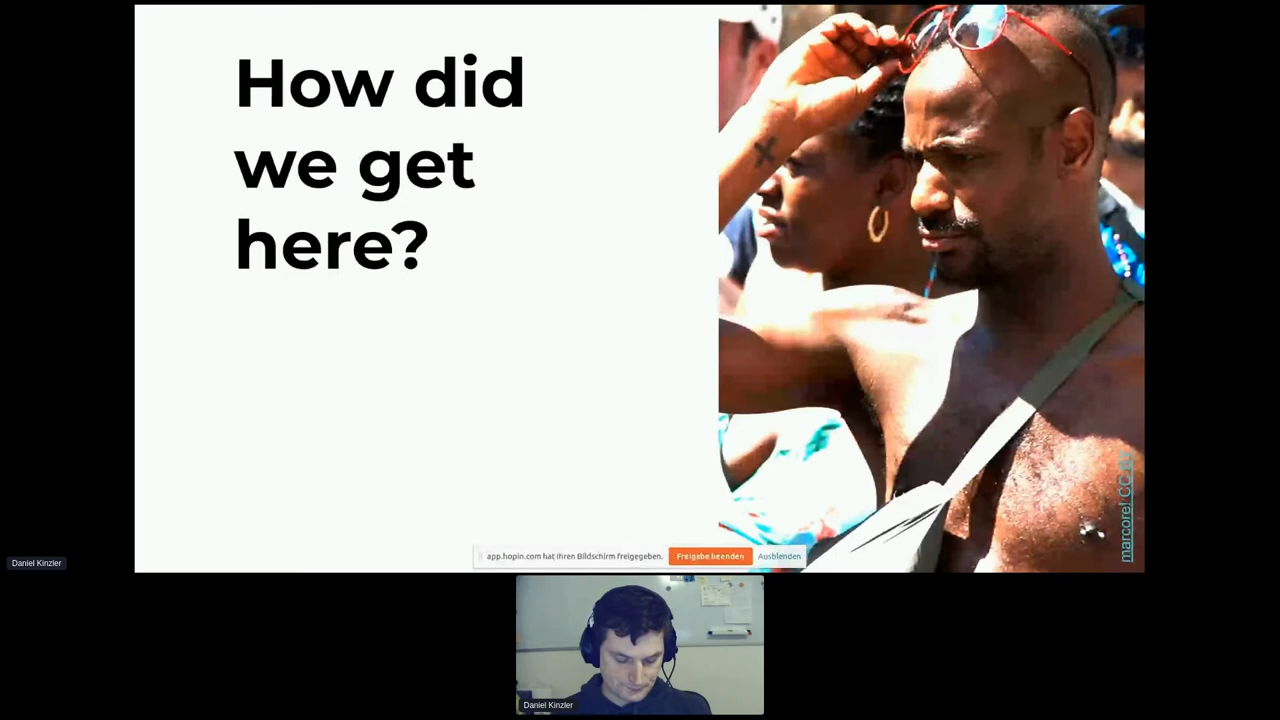 How did
we get
here?
marcore! CC BY
app.hopin.com hat Ihren Bildschirm freigegeben.
Freigabe beenden
Ausblenden
Daniel Kinzler
Daniel Kinzler